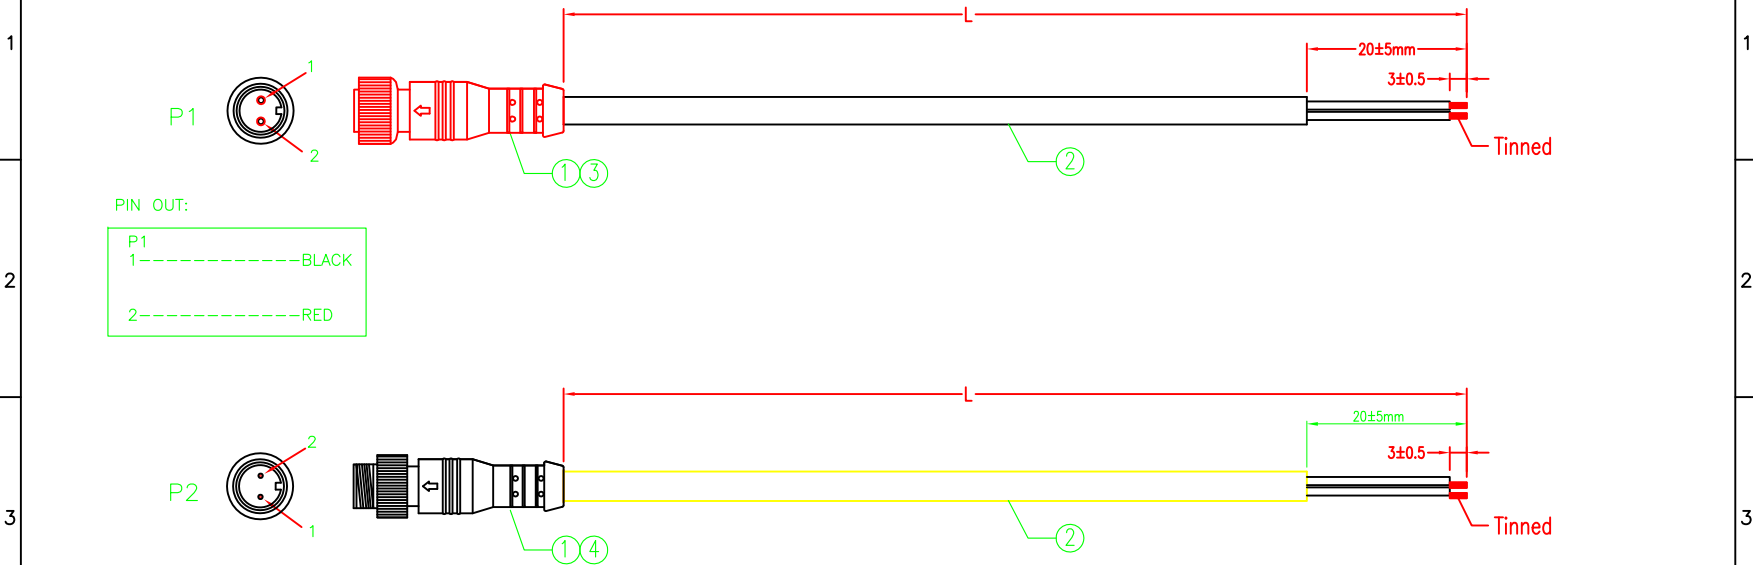 L
1
1
20±5mm
3±0.5
1
P1
2
Tinned
1 3
2
PIN OUT:
P1
1------------BLACK
2
2
2------------RED
L
20±5mm
2
3±0.5
P2
1
3
3
Tinned
1 4
2